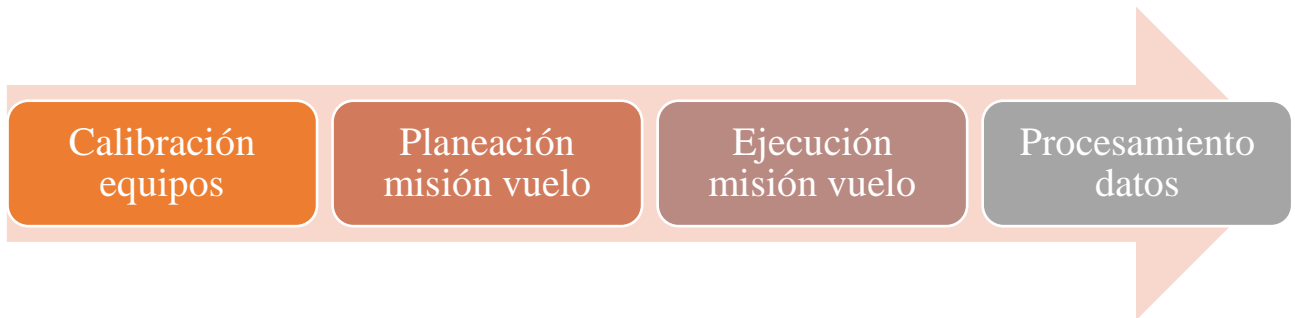 Calibración
equipos
Planeación
misión vuelo
Ejecución
misión vuelo
Procesamiento
datos